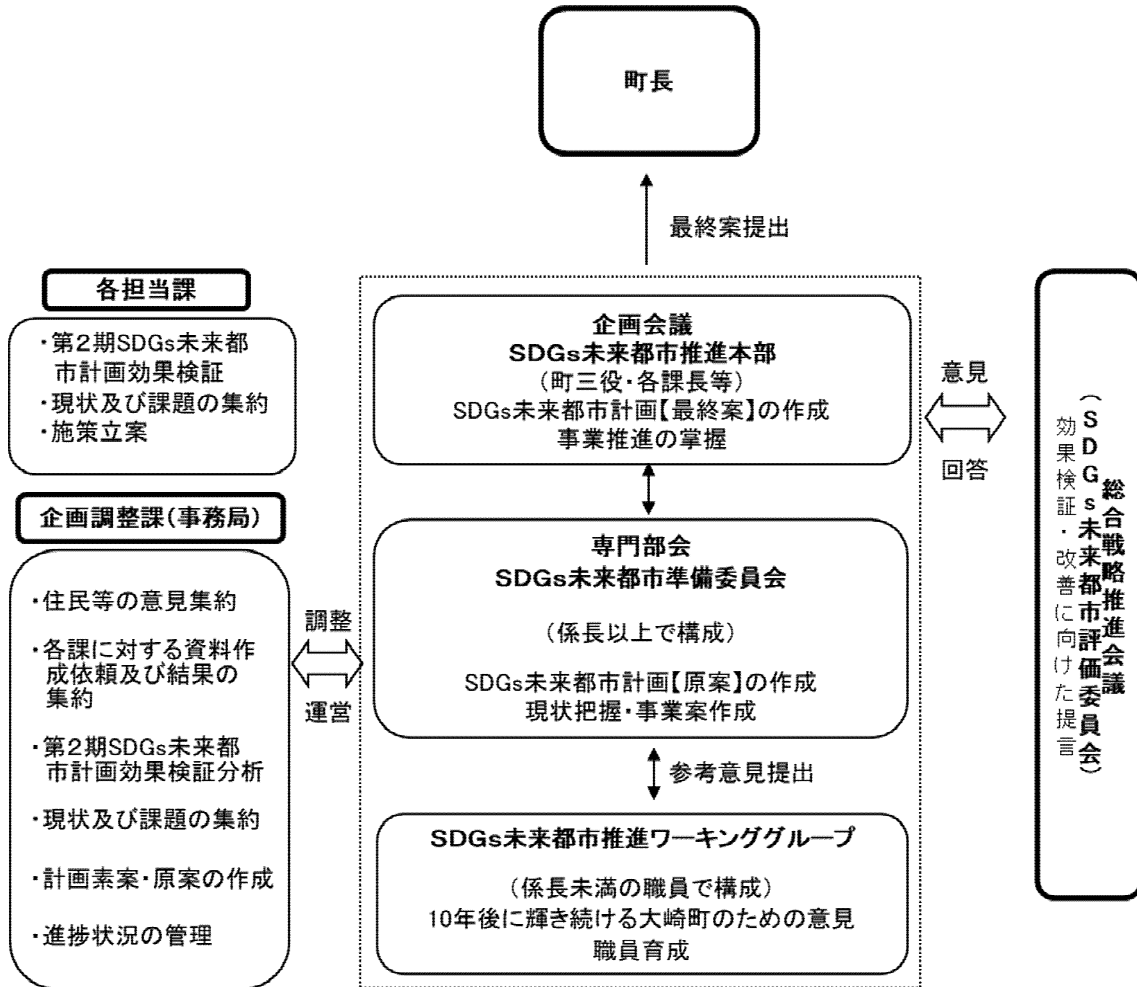 町長
最終案提出
各担当課
・第2期SDGs未来都
市計画効果検証
・現状及び課題の集約
・施策立案
企画調整課（事務局）
・住民等の意見集約
・各課に対する資料作
成依頼及び結果の
集約
・第2期SDGs未来都
市計画効果検証分析
・現状及び課題の集約
・計画素案・原案の作成
・進捗状況の管理
調整
運営
企画会議
SDGs未来都市推進本部
（町三役・各課長等）
SDGs未来都市計画【最終案】の作成
事業推進の掌握
専門部会
SDGs未来都市準備委員会
（係長以上で構成）
SDGs未来都市計画【原案】の作成
現状把握・事業案作成
参考意見提出
SDGs未来都市推進ワーキンググループ
（係長未満の職員で構成）
10年後に輝き続ける大崎町のための意見
職員育成
意見
回答
総合戦略推進会議
（SDGs未来都市評価委員会）
効果検証・改善に向けた提言